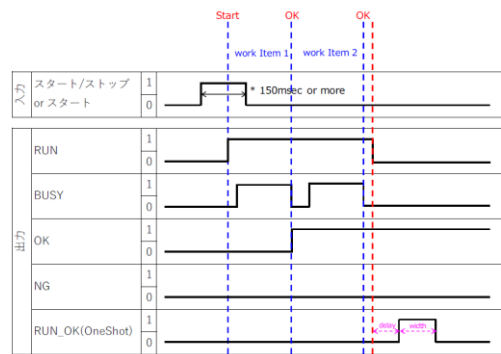 Start OK OK
work Item 1 work Item 2
入力
スタート/ストップ
or スタート
1
0
* 150msec or more
出力
RUN
1
0
BUSY
1
0
OK
1
0
NG
1
0
RUN_OK(OneShot)
1
0
delay width